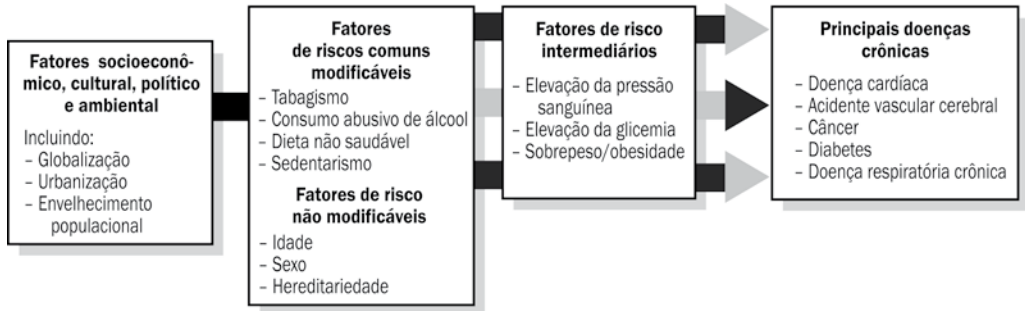 Fatores socioeconô-
mico, cultural, político
e ambiental
Incluindo:
– Globalização
– Urbanização
– Envelhecimento
populacional
Fatores
de riscos comuns
modificáveis
– Tabagismo
– Consumo abusivo de álcool
– Dieta não saudável
– Sedentarismo
Fatores de risco
não modificáveis
– Idade
– Sexo
– Hereditariedade
Fatores de risco
intermediários
– Elevação da pressão
sanguínea
– Elevação da glicemia
– Sobrepeso/obesidade
Principais doenças
crônicas
– Doença cardíaca
– Acidente vascular cerebral
– Câncer
– Diabetes
– Doença respiratória crônica